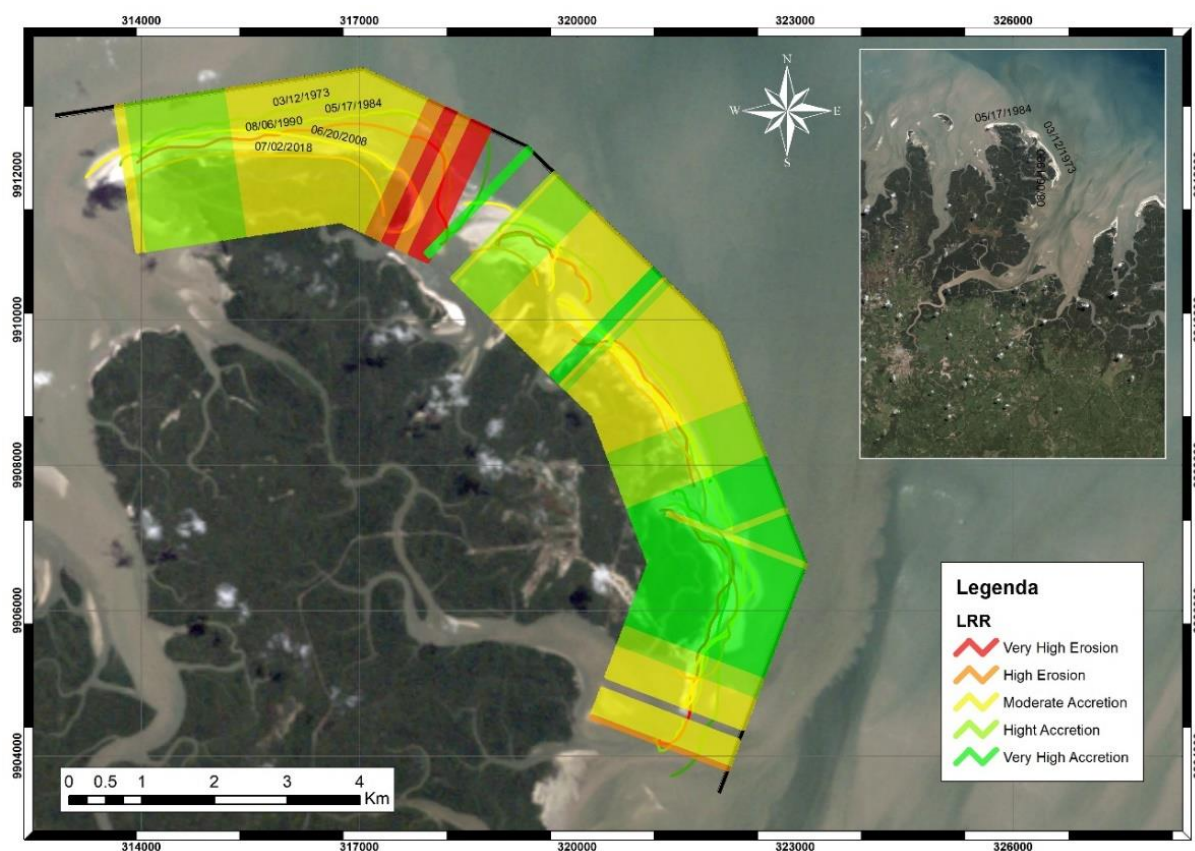 314000 317000 320000 323000 326000
N
W E
S
03/12/1973
05/17/1984
08/06/1990
06/20/2008
07/02/2018
05/17/1984
03/12/1973
08/06/1990
9912000
9910000
9908000
9906000
9904000
Legenda
LRR
Very High Erosion
High Erosion
Moderate Accretion
Hight Accretion
Very High Accretion
0 0.5 1 2 3 4
Km
314000 317000 320000 323000 326000